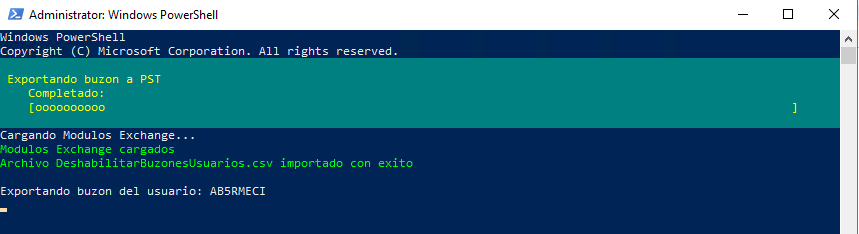 Administrator: Windows PowerShell
Windows PowerShell
Copyright (C) Microsoft Corporation. All rights reserved.
Exportando buzon a PST
Completado:
[oooooooooo ]
Cargando Modulos Exchange...
Modulos Exchange cargados
Archivo DeshabilitarBuzonesUsuarios.csv importado con exito
Exportando buzon del usuario: AB5RMECI